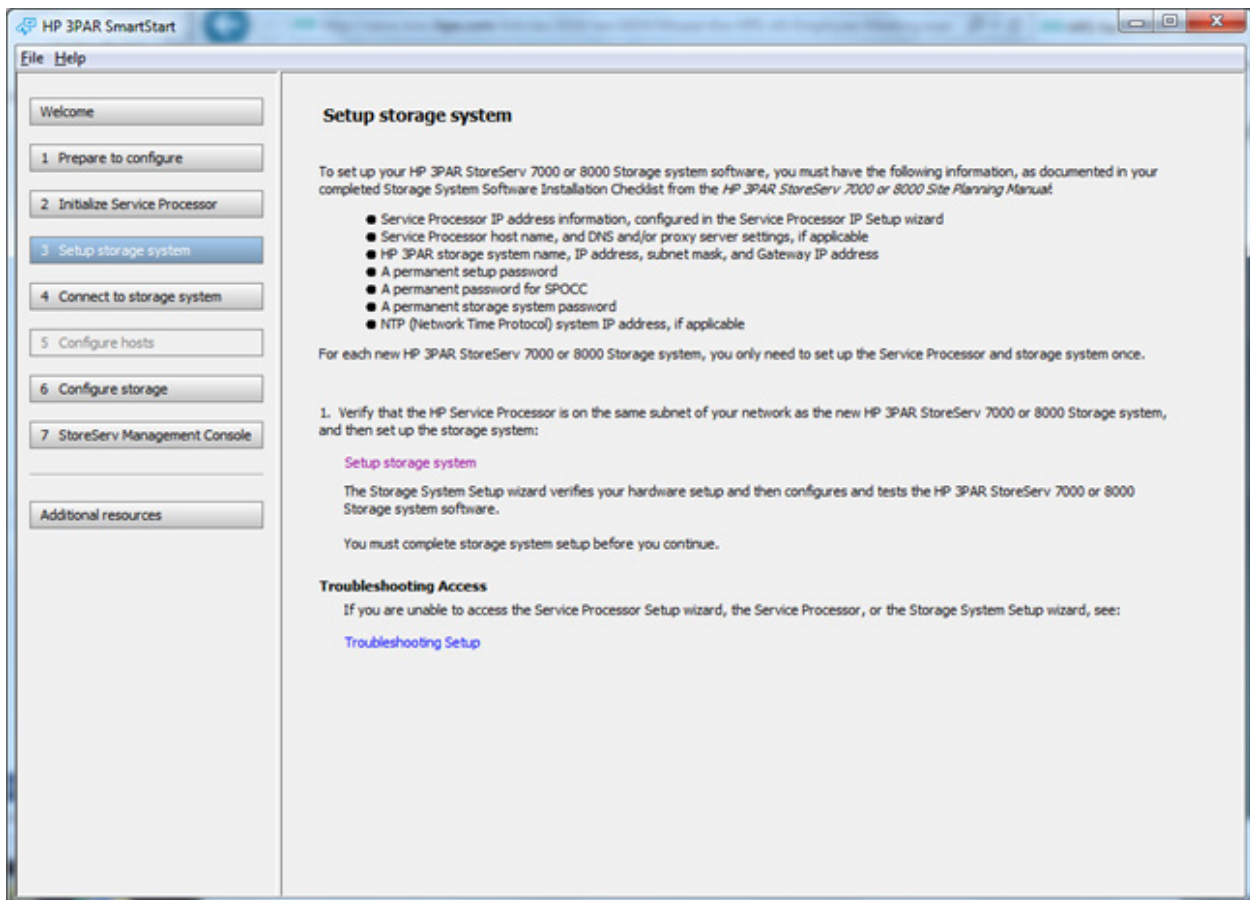 HP 3PAR SmartStart
File Help
Welcome
1 Prepare to configure
2 Initialize Service Processor
3 Setup storage system
4 Connect to storage system
5 Configure hosts
6 Configure storage
7 StoreServ Management Console
Additional resources
Setup storage system
To set up your HP 3PAR StoreServ 7000 or 8000 Storage system software, you must have the following information, as documented in your
completed Storage System Software Installation Checklist from the HP 3PAR StoreServ 7000 or 8000 Site Planning Manual:
● Service Processor IP address information, configured in the Service Processor IP Setup wizard
● Service Processor host name, and DNS and/or proxy server settings, if applicable
● HP 3PAR storage system name, IP address, subnet mask, and Gateway IP address
● A permanent setup password
● A permanent password for SPOCC
● A permanent storage system password
● NTP (Network Time Protocol) system IP address, if applicable
For each new HP 3PAR StoreServ 7000 or 8000 Storage system, you only need to set up the Service Processor and storage system once.
1. Verify that the HP Service Processor is on the same subnet of your network as the new HP 3PAR StoreServ 7000 or 8000 Storage system,
and then set up the storage system:
Setup storage system
The Storage System Setup wizard verifies your hardware setup and then configures and tests the HP 3PAR StoreServ 7000 or 8000
Storage system software.
You must complete storage system setup before you continue.
Troubleshooting Access
If you are unable to access the Service Processor Setup wizard, the Service Processor, or the Storage System Setup wizard, see:
Troubleshooting Setup